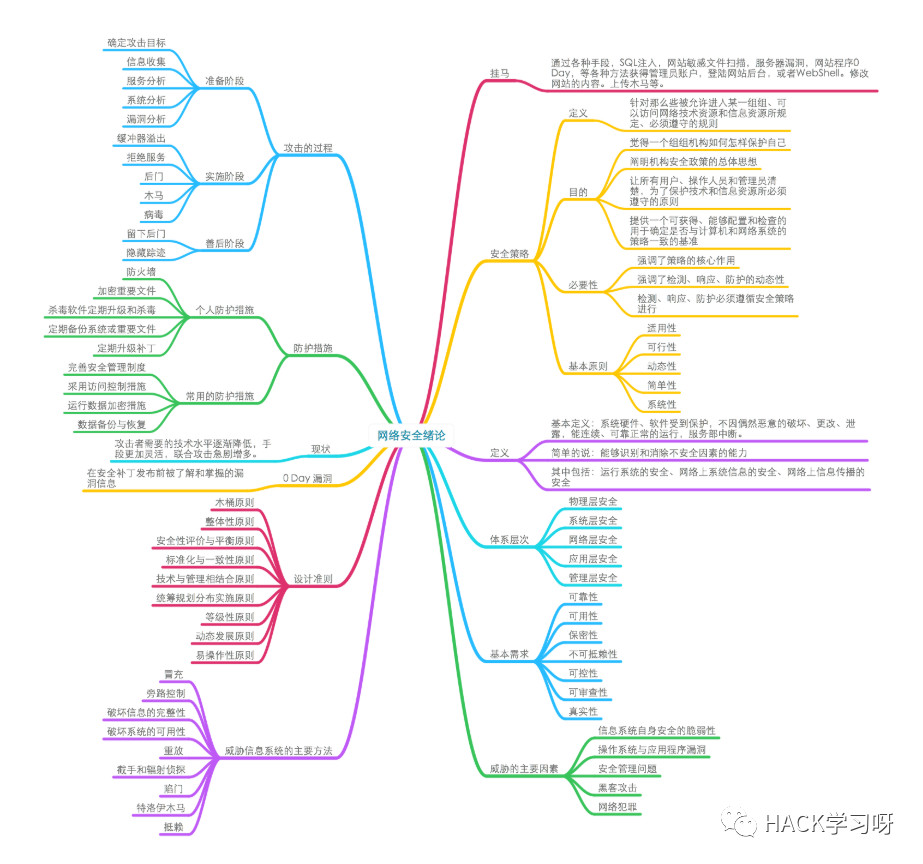 网络安全绪论
攻击的过程
准备阶段
确定攻击目标
信息收集
服务分析
系统分析
漏洞分析
实施阶段
缓冲器溢出
拒绝服务
后门
木马
病毒
善后阶段
留下后门
隐藏踪迹
防护措施
个人防护措施
防火墙
加密重要文件
杀毒软件定期升级和杀毒
定期备份系统或重要文件
定期升级补丁
常用的防护措施
完善安全管理制度
采用访问控制措施
运行数据加密措施
数据备份与恢复
现状
攻击者需要的技术水平逐渐降低，手
段更加灵活，联合攻击急剧增多。
0 Day 漏洞
在安全补丁发布前被了解和掌握的漏
洞信息
设计准则
木桶原则
整体性原则
安全性评价与平衡原则
标准化与一致性原则
技术与管理相结合原则
统筹规划分布实施原则
等级性原则
动态发展原则
易操作性原则
威胁信息系统的主要方法
冒充
旁路控制
破坏信息的完整性
破坏系统的可用性
重放
截手和辐射侦探
陷门
特洛伊木马
抵赖
挂马
通过各种手段，SQL注人，网站敏感文件扫描，服务器漏洞，网站程序0
Day，等各种方法获得管理员账户，登陆网站后台，或者WebShell。修改
网站的内容。上传木马等。
安全策略
定义
针对那么些被允许进人某一组组、可
以访问网络技术资源和信息资源所规
定、必须遵守的规则
目的
觉得一个组组机构如何怎样保护自己
阐明机构安全政策的总体思想
让所有用户、操作人员和管理员清
楚，为了保护技术和信息资源所必须
遵守的原则
提供一个可获得、能够配置和检查的
用于确定是否与计算机和网络系统的
策略一致的基准
必要性
强调了策略的核心作用
强调了检测、响应、防护的动态性
检测、响应、防护必须遵循安全策略
进行
基本原则
适用性
可行性
动态性
简单性
系统性
定义
基本定义：系统硬件、软件受到保护，不因偶然恶意的破坏、更改、泄
露，能连续、可靠正常的运行，服务部中断。
简单的说：能够识别和消除不安全因素的能力
其中包括：运行系统的安全、网络上系统信息的安全、网络上信息传播的
安全
体系层次
物理层安全
系统层安全
网络层安全
应用层安全
管理层安全
基本需求
可靠性
可用性
保密性
不可抵赖性
可控性
可审查性
真实性
威胁的主要因素
信息系统自身安全的脆弱性
操作系统与应用程序漏洞
安全管理问题
黑客攻击
网络犯罪
HACK学习呀